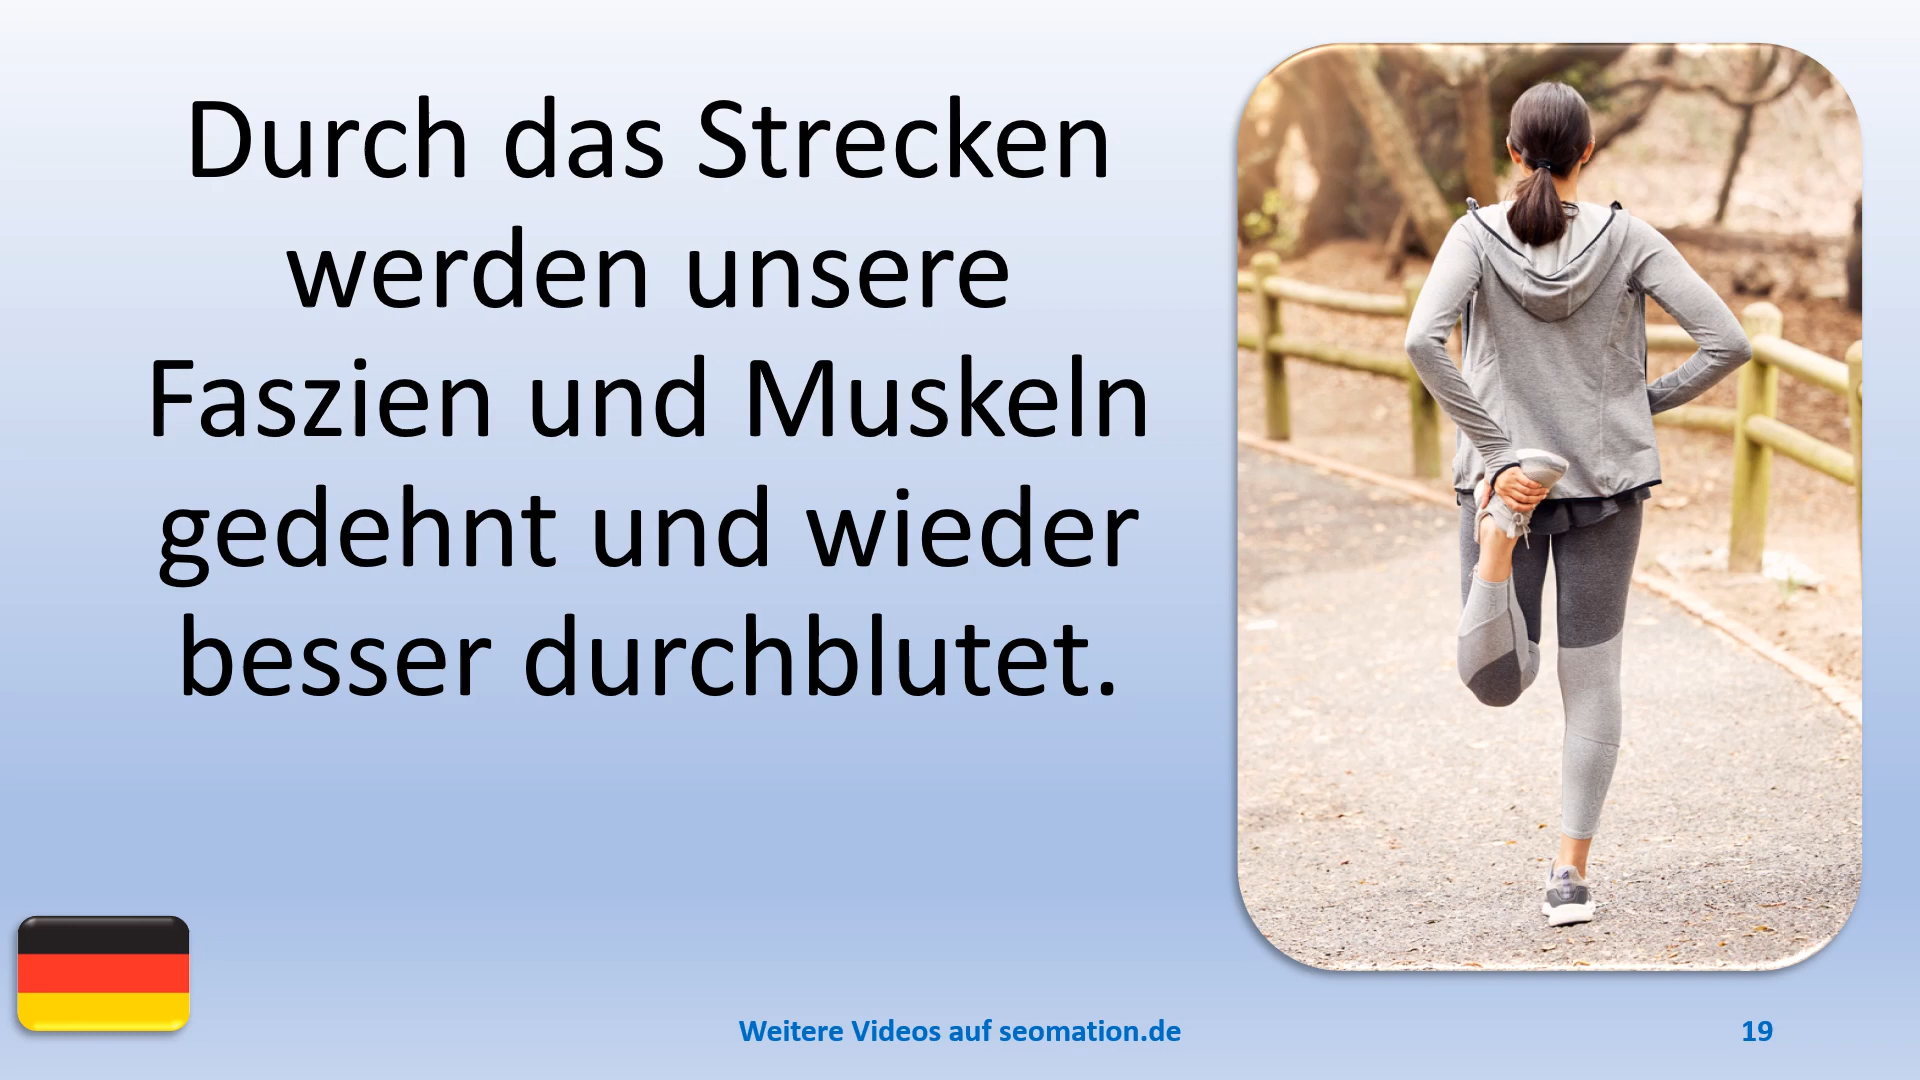 Durch das Strecken
werden unsere
Faszien und Muskeln
gedehnt und wieder
besser durchblutet.
Weitere Videos auf seomation.de
19